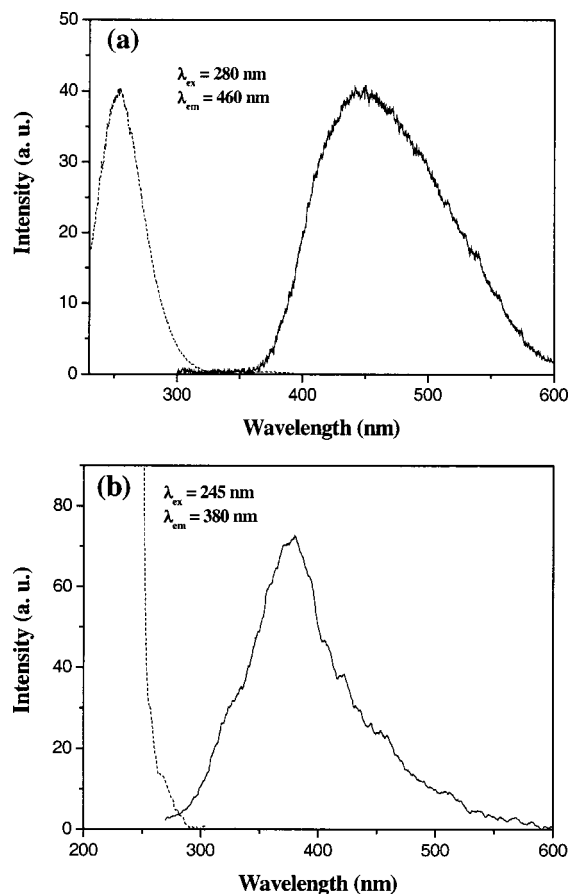 (a)
λex = 280 nm
λem = 460 nm
50
40
30
20
10
0
Intensity (a. u.)
300 400 500 600
Wavelength (nm)
(b)
λex = 245 nm
λem = 380 nm
80
60
40
20
0
Intensity (a. u.)
200 300 400 500 600
Wavelength (nm)